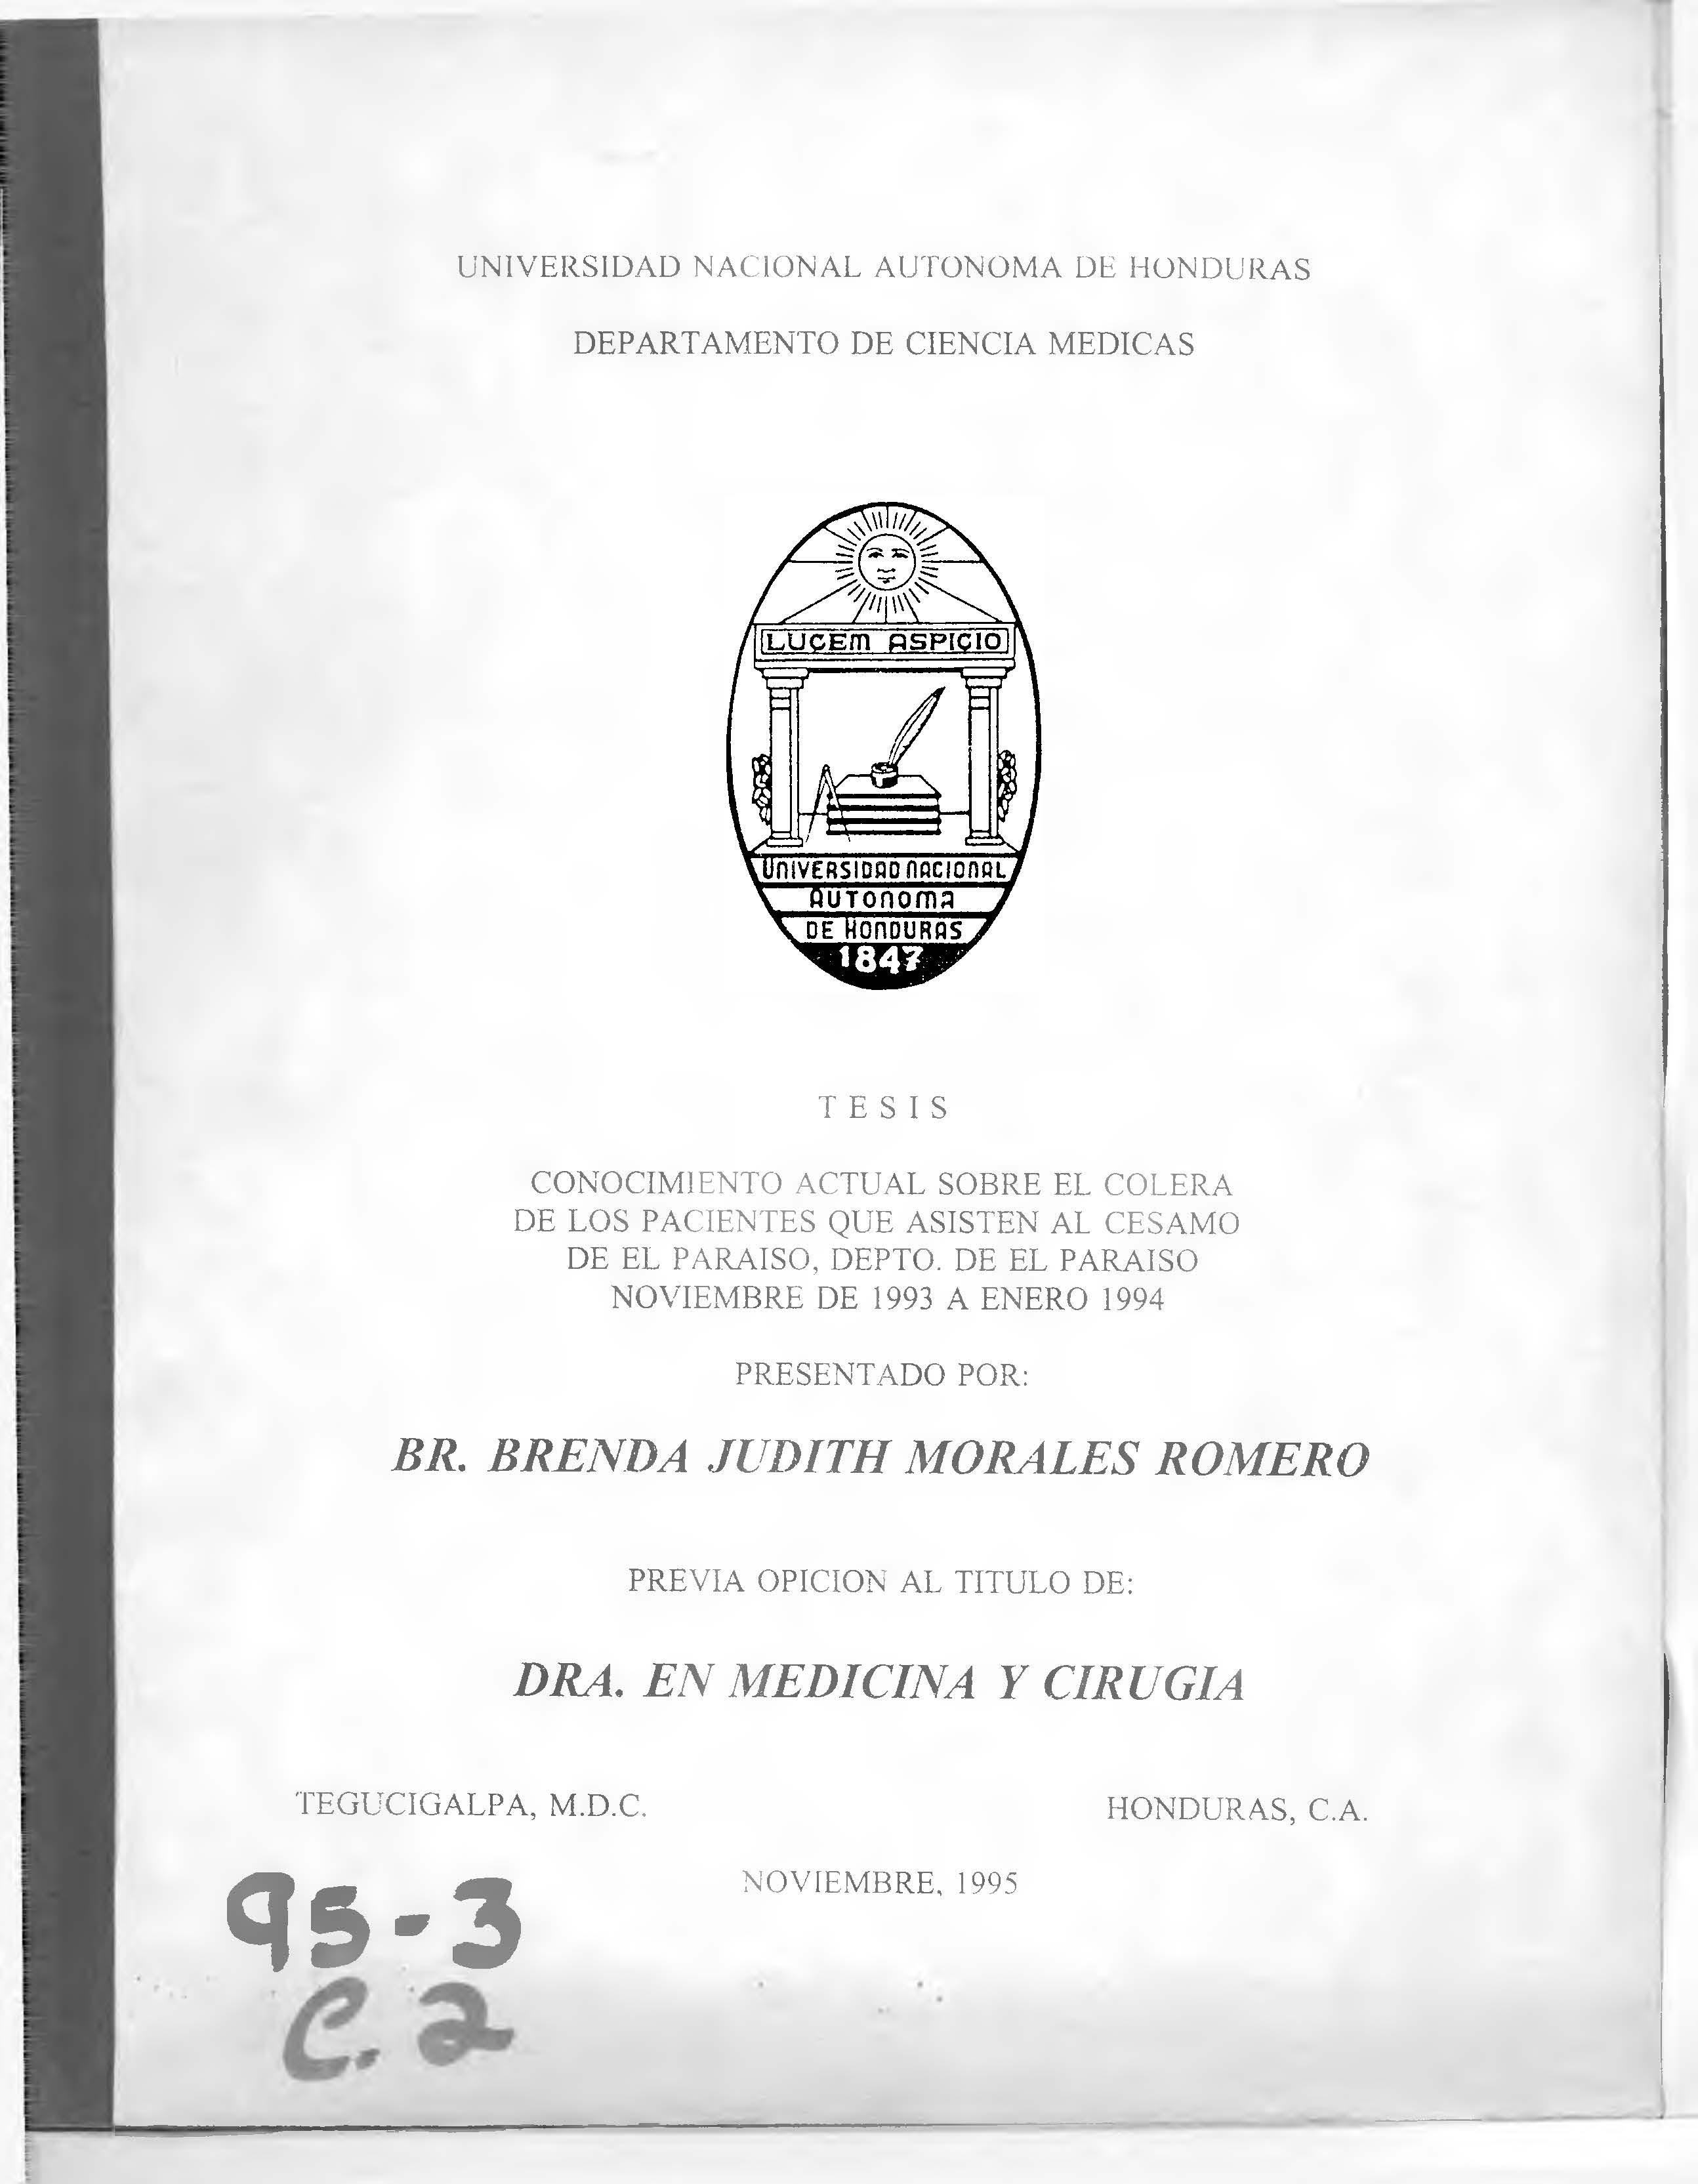 UNIVERSIDAD NACIONAL AUTONOMA DE HONDURAS
DEPARTAMENTO DE CIENCIA MEDICAS
LUCEM ASPICIO
UNIVERSIDAD NACIONAL
AUTONOMA
DE HONDURAS
1847
T E S I S
CONOCIMIENTO ACTUAL SOBRE EL COLERA
DE LOS PACIENTES QUE ASISTEN AL CESAMO
DE EL PARAISO, DEPTO. DE EL PARAISO
NOVIEMBRE DE 1993 A ENERO 1994
PRESENTADO POR:
BR. BRENDA JUDITH MORALES ROMERO
PREVIA OPICION AL TITULO DE:
DRA. EN MEDICINA Y CIRUGIA
TEGUCIGALPA, M.D.C. HONDURAS, C.A.
NOVIEMBRE, 1995
95-3
C.2